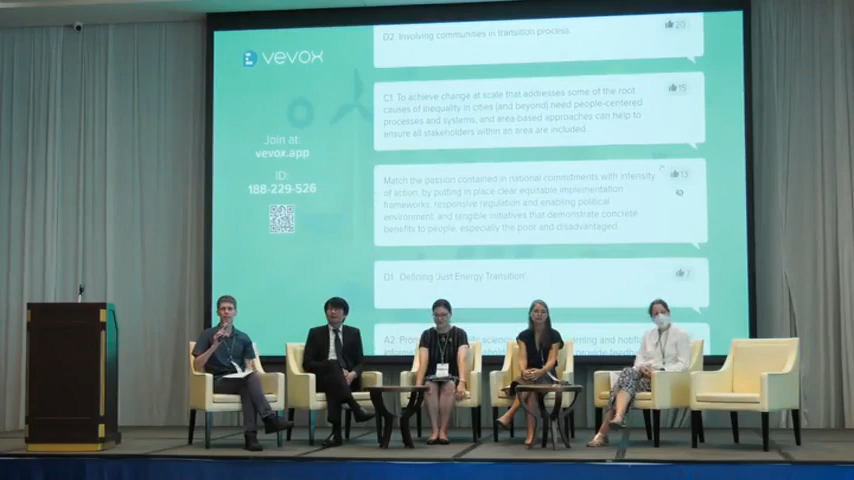 vevox
Join at:
vevox.app
ID:
188-229-526
D2. Involving communities in transition process.
20
C1. To achieve change at scale that addresses some of the root
causes of inequality in cities (and beyond) need people-centered
processes and systems, and area-based approaches can help to
ensure all stakeholders within an area are included.
15
Match the passion contained in national commitments with intensity
of action, by putting in place clear equitable implementation
frameworks, responsive regulation and enabling political
environment, and tangible initiatives that demonstrate concrete
benefits to people, especially the poor and disadvantaged.
13
D1. Defining 'Just Energy Transition'.
7
A2.